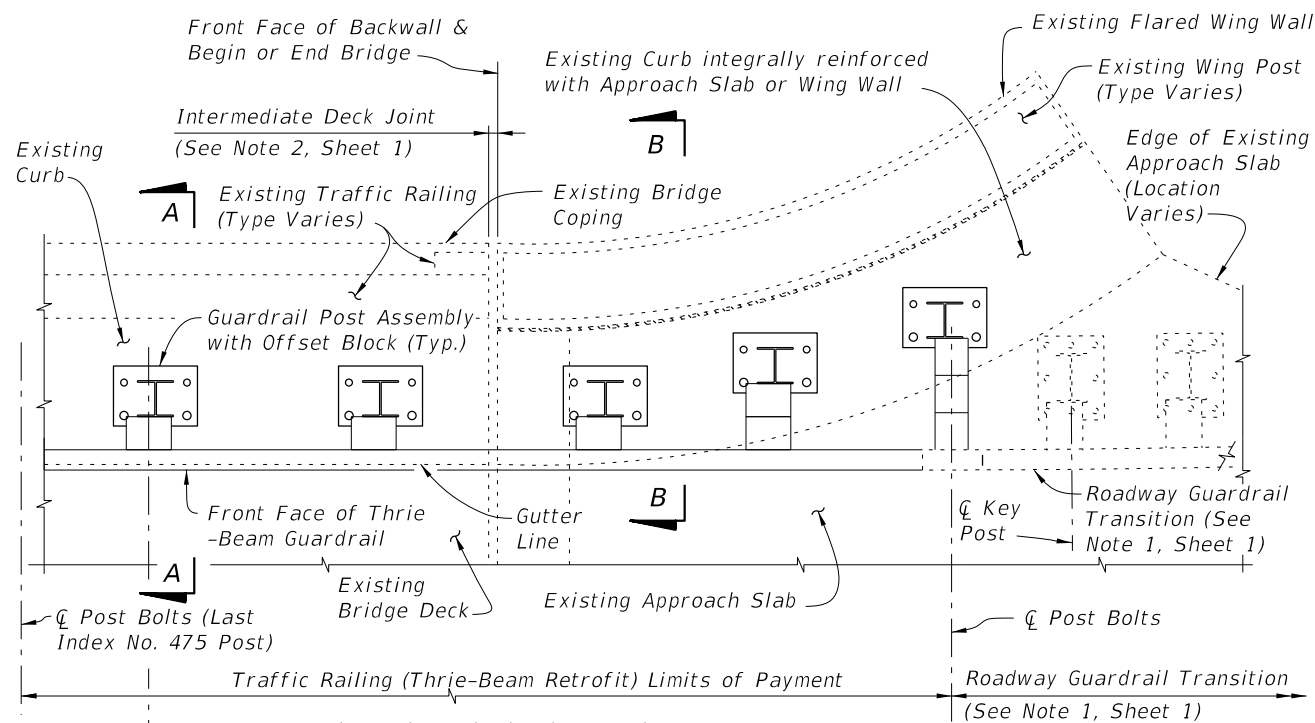 Front Face of Backwall &
Begin or End Bridge
Existing Flared Wing Wall
Existing Curb integrally reinforced
with Approach Slab or Wing Wall
Existing Wing Post
(Type Varies)
Intermediate Deck Joint
(See Note 2, Sheet 1)
B
Edge of Existing
Approach Slab
(Location
Varies)
Existing
Curb
A
Existing Traffic Railing
(Type Varies)
Existing Bridge
Coping
Guardrail Post Assembly
with Offset Block (Typ.)
Front Face of Thrie
-Beam Guardrail
Gutter
Line
B
℄ Key
Post
Roadway Guardrail
Transition (See
Note 1, Sheet 1)
A
Existing
Bridge Deck
Existing Approach Slab
℄ Post Bolts (Last
Index No. 475 Post)
℄ Post Bolts
Traffic Railing (Thrie-Beam Retrofit) Limits of Payment
Roadway Guardrail Transition
(See Note 1, Sheet 1)